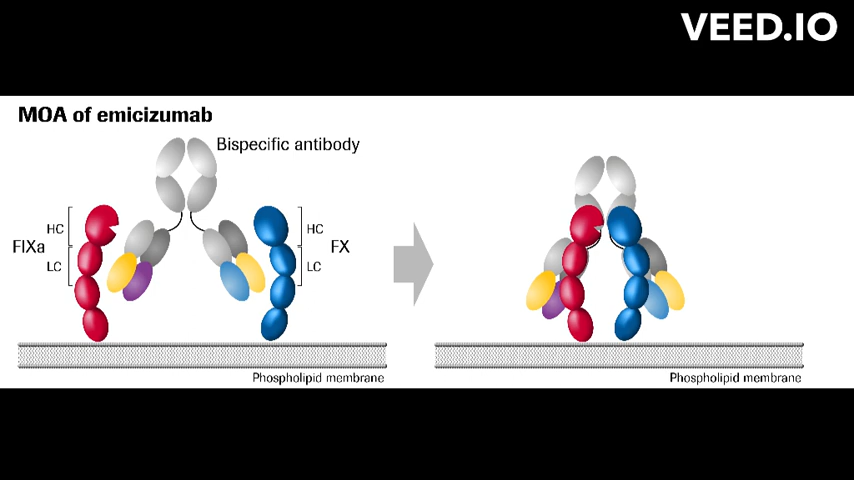 VEED.IO
MOA of emicizumab
Bispecific antibody
HC
FIXa
LC
HC
FX
LC
Phospholipid membrane
Phospholipid membrane